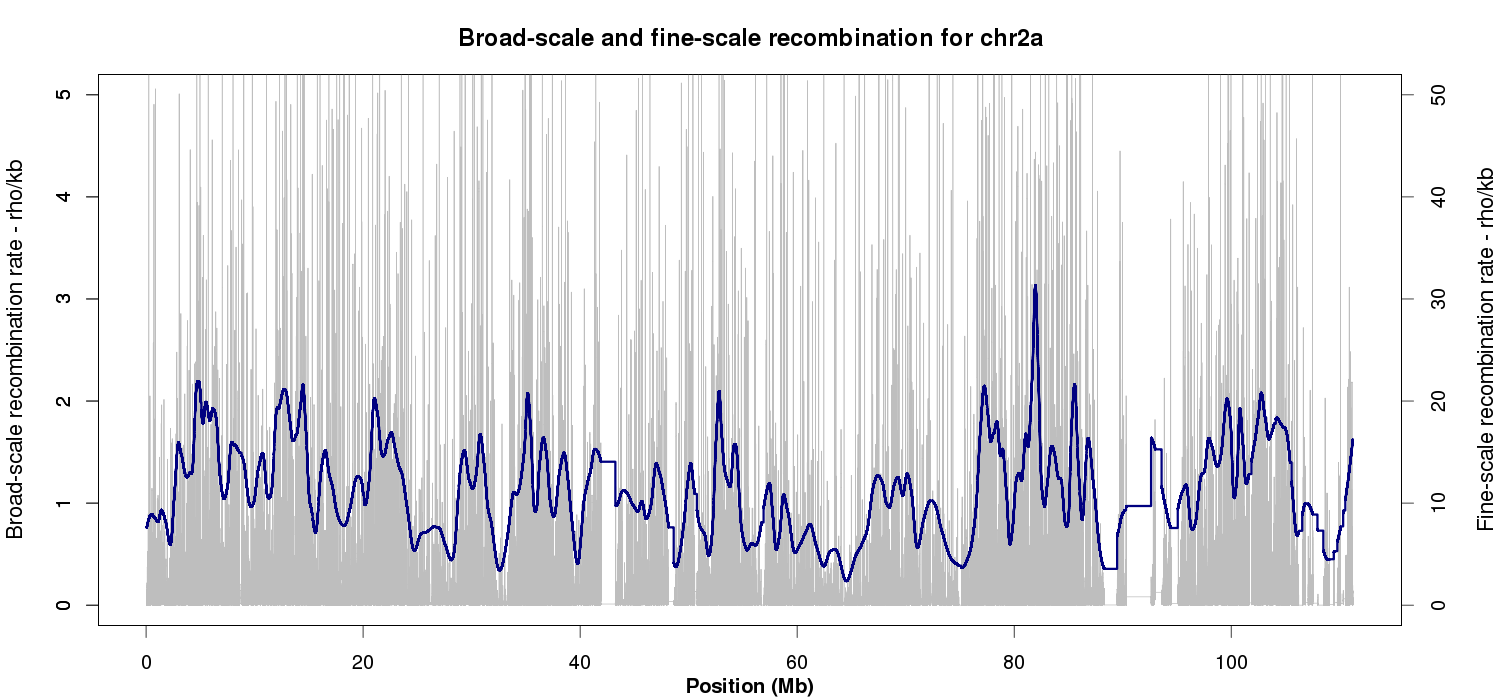 Broad-scale and fine-scale recombination for chr2a
Broad-scale recombination rate - rho/kb
5
4
3
2
1
0
50
40
30
20
10
0
Fine-scale recombination rate - rho/kb
0 20 40 60 80 100
Position (Mb)